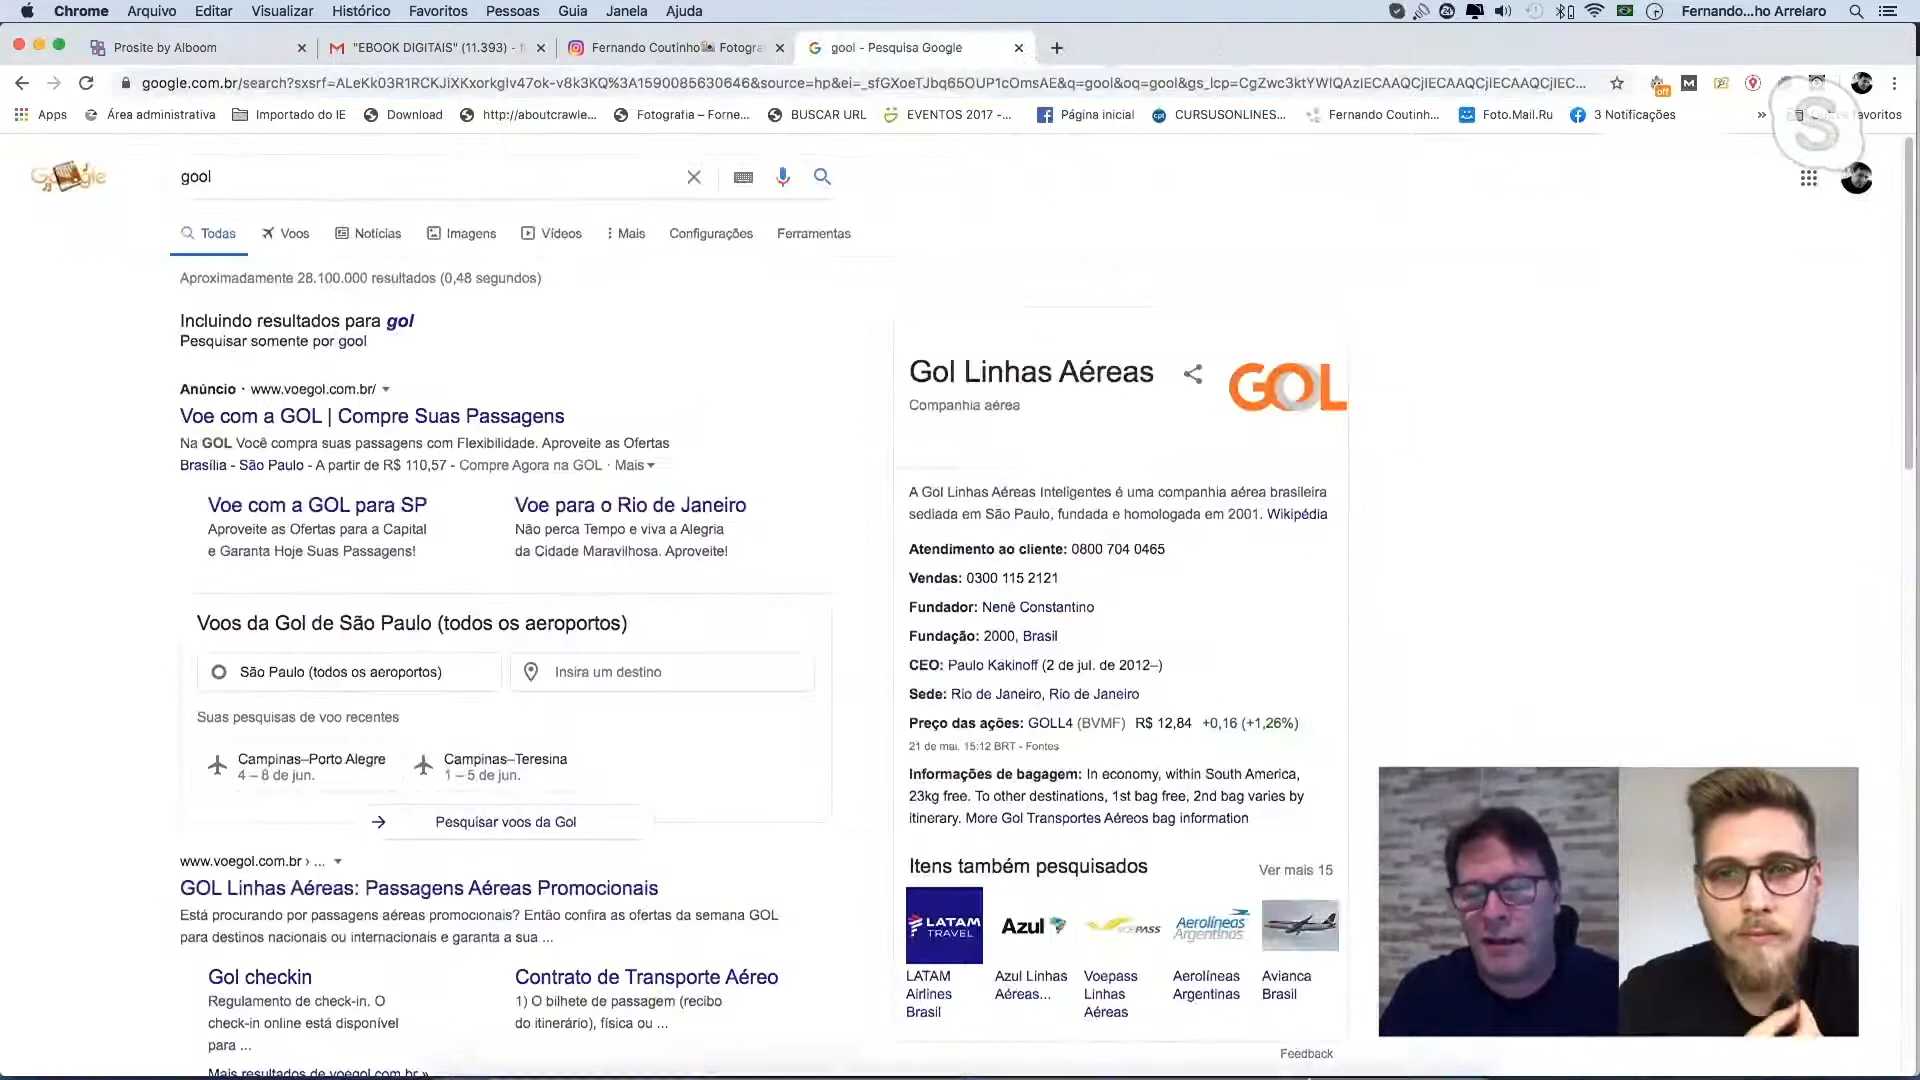 Chrome Arquivo Editar Visualizar Histórico Favoritos Pessoas Guia Janela Ajuda
Fernando...ho Arrelaro
Prosite by Alboom
"EBOOK DIGITAIS" (11.393) - f
Fernando Coutinho Fotogra
gool - Pesquisa Google
google.com.br/search?sxsrf=ALeKk03R1RCKJIXKxorkgIv47ok-v8k3KQ%3A1590085630646&source=hp&ei=_sfGXoeTJbq65OUP1cOmsAE&q=gool&oq=gool&gs_lcp=CgZwc3ktYWIQAzIECAAQCjIECAAQCjIECAAQCjIEC...
off
Apps Área administrativa Importado do IE Download http://aboutcrawle... Fotografia – Forne... BUSCAR URL EVENTOS 2017 -... Página inicial CURSUSONLINES... Fernando Coutinh... Foto.Mail.Ru 3 Notificações » favoritos
Google
gool
Todas Voos Notícias Imagens Vídeos Mais Configurações Ferramentas
Aproximadamente 28.100.000 resultados (0,48 segundos)
Incluindo resultados para gol
Pesquisar somente por gool
Anúncio · www.voegol.com.br/
Voe com a GOL | Compre Suas Passagens
Na GOL Você compra suas passagens com Flexibilidade. Aproveite as Ofertas
Brasília - São Paulo - A partir de R$ 110,57 - Compre Agora na GOL · Mais
Voe com a GOL para SP
Aproveite as Ofertas para a Capital
e Garanta Hoje Suas Passagens!
Voe para o Rio de Janeiro
Não perca Tempo e viva a Alegria
da Cidade Maravilhosa. Aproveite!
Voos da Gol de São Paulo (todos os aeroportos)
São Paulo (todos os aeroportos)
Insira um destino
Suas pesquisas de voo recentes
Campinas–Porto Alegre
4 – 8 de jun.
Campinas–Teresina
1 – 5 de jun.
Pesquisar voos da Gol
www.voegol.com.br › ...
GOL Linhas Aéreas: Passagens Aéreas Promocionais
Está procurando por passagens aéreas promocionais? Então confira as ofertas da semana GOL
para destinos nacionais ou internacionais e garanta a sua ...
Gol checkin
Regulamento de check-in. O
check-in online está disponível
para ...
Contrato de Transporte Aéreo
1) O bilhete de passagem (recibo
do itinerário), física ou ...
Mais resultados de voegol.com.br »
Gol Linhas Aéreas
Companhia aérea
GOL
A Gol Linhas Aéreas Inteligentes é uma companhia aérea brasileira
sediada em São Paulo, fundada e homologada em 2001. Wikipédia
Atendimento ao cliente: 0800 704 0465
Vendas: 0300 115 2121
Fundador: Nenê Constantino
Fundação: 2000, Brasil
CEO: Paulo Kakinoff (2 de jul. de 2012–)
Sede: Rio de Janeiro, Rio de Janeiro
Preço das ações: GOLL4 (BVMF) R$ 12,84 +0,16 (+1,26%)
21 de mai. 15:12 BRT - Fontes
Informações de bagagem: In economy, within South America,
23kg free. To other destinations, 1st bag free, 2nd bag varies by
itinerary. More Gol Transportes Aéreos bag information
Itens também pesquisados
Ver mais 15
LATAM
TRAVEL
Azul
VOEPASS
Aerolíneas
Argentinas
LATAM
Airlines
Brasil
Azul Linhas
Aéreas...
Voepass
Linhas
Aéreas
Aerolíneas
Argentinas
Avianca
Brasil
Feedback